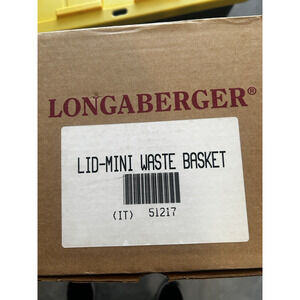 LONGABERGER®
LID-MINI WASTE BASKET
(IT) 51217